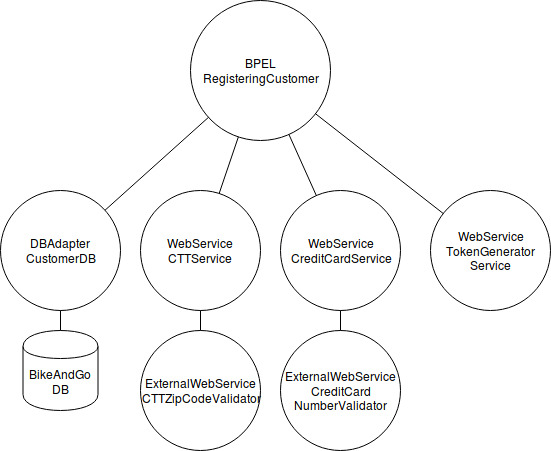 BPEL
RegisteringCustomer
DBAdapter
CustomerDB
WebService
CTTService
WebService
CreditCardService
WebService
TokenGenerator
Service
BikeAndGo
DB
ExternalWebService
CTTZipCodeValidator
ExternalWebService
CreditCard
NumberValidator